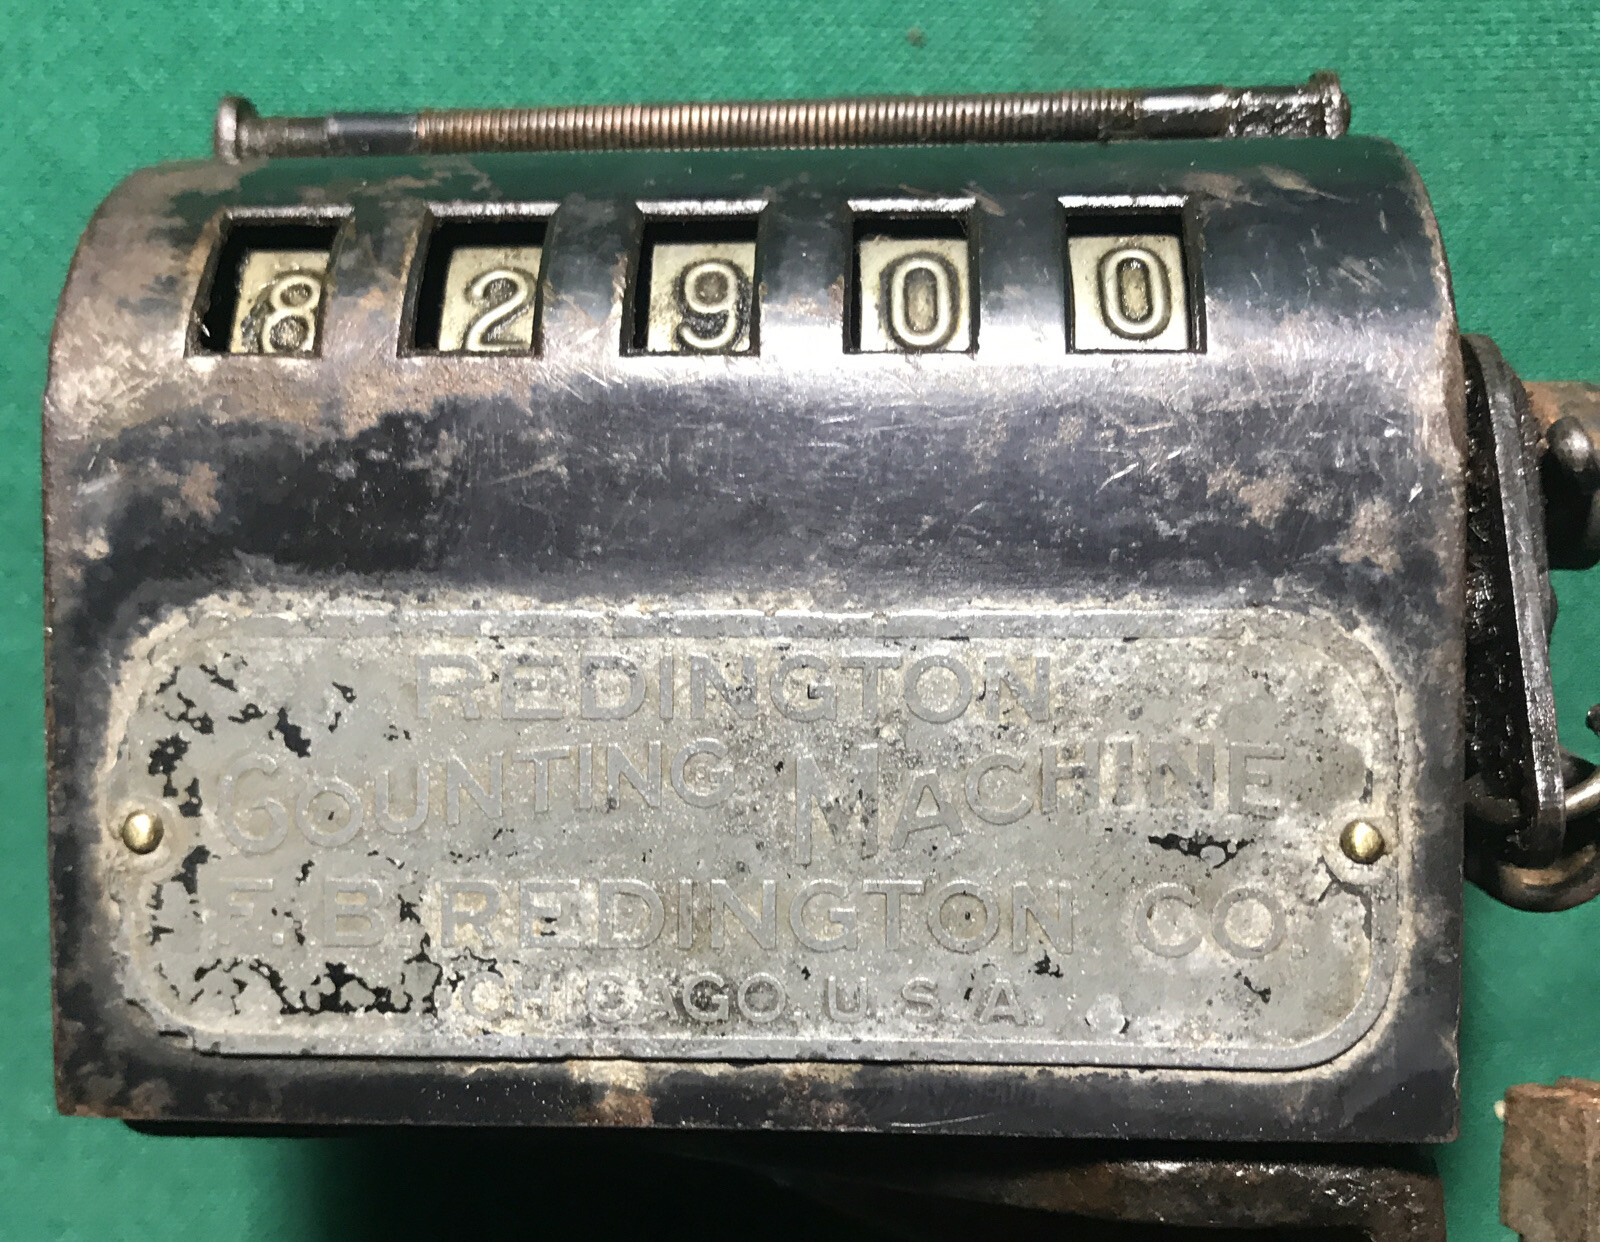 82900
REDINGTON
COUNTING MACHINE
F.B. REDINGTON CO.
CHICAGO. U.S.A.